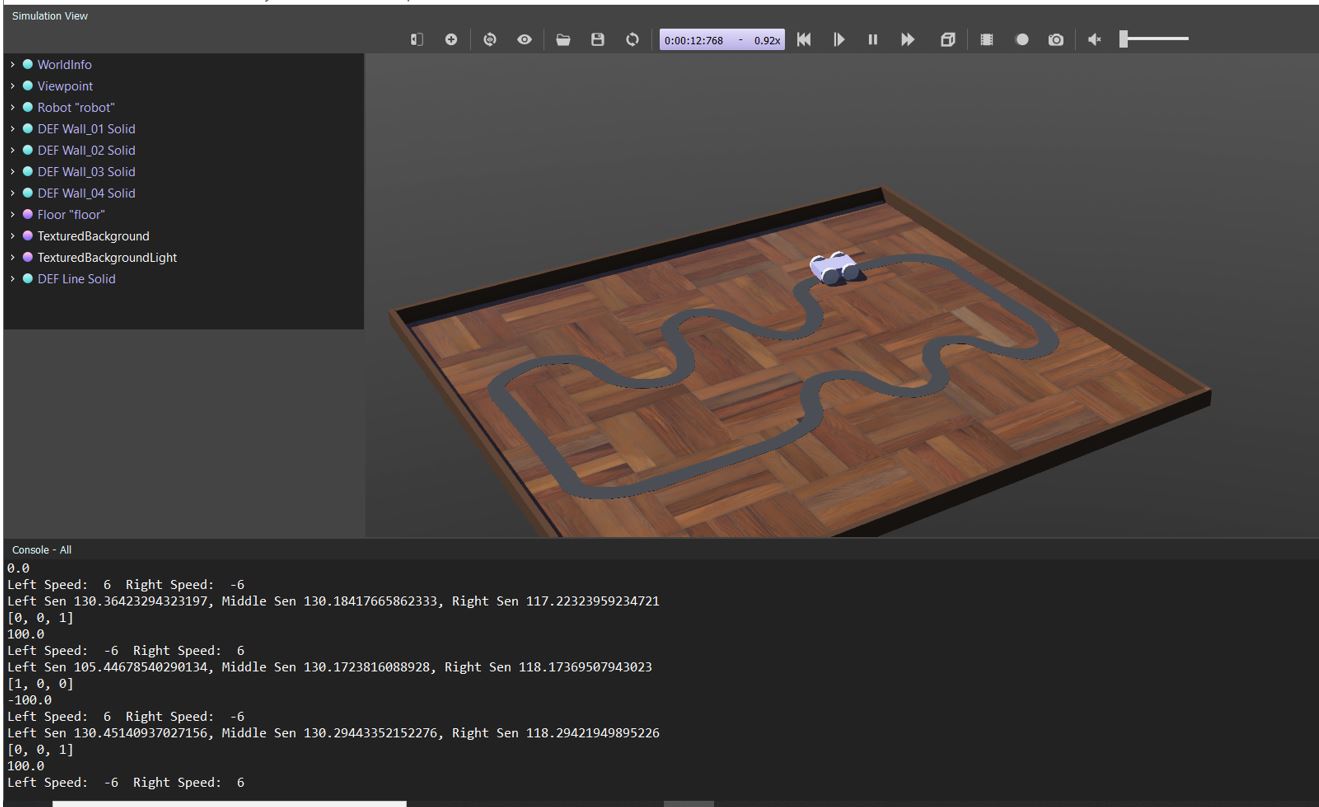 Simulation View
0:00:12:768 - 0.92x
WorldInfo
Viewpoint
Robot "robot"
DEF Wall_01 Solid
DEF Wall_02 Solid
DEF Wall_03 Solid
DEF Wall_04 Solid
Floor "floor"
TexturedBackground
TexturedBackgroundLight
DEF Line Solid
Console - All
0.0
Left Speed:  6  Right Speed:  -6
Left Sen 130.36423294323197, Middle Sen 130.18417665862333, Right Sen 117.22323959234721
[0, 0, 1]
100.0
Left Speed:  -6  Right Speed:  6
Left Sen 105.44678540290134, Middle Sen 130.1723816088928, Right Sen 118.17369507943023
[1, 0, 0]
-100.0
Left Speed:  6  Right Speed:  -6
Left Sen 130.45140937027156, Middle Sen 130.29443352152276, Right Sen 118.29421949895226
[0, 0, 1]
100.0
Left Speed:  -6  Right Speed:  6